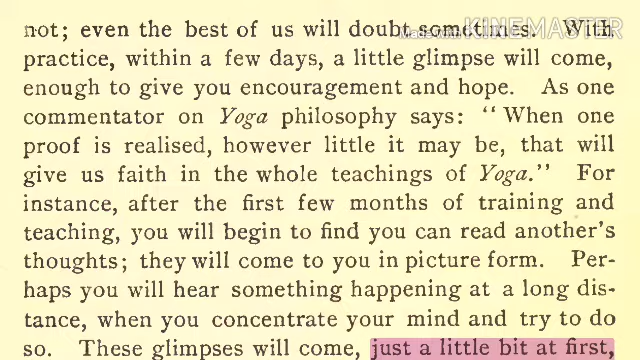 not; even the best of us will doubt sometimes. With
practice, within a few days, a little glimpse will come,
enough to give you encouragement and hope. As one
commentator on Yoga philosophy says: “When one
proof is realised, however little it may be, that will
give us faith in the whole teachings of Yoga.” For
instance, after the first few months of training and
teaching, you will begin to find you can read another’s
thoughts; they will come to you in picture form. Per-
haps you will hear something happening at a long dis-
tance, when you concentrate your mind and try to do
so. These glimpses will come, just a little bit at first,
Made with KINEMASTER